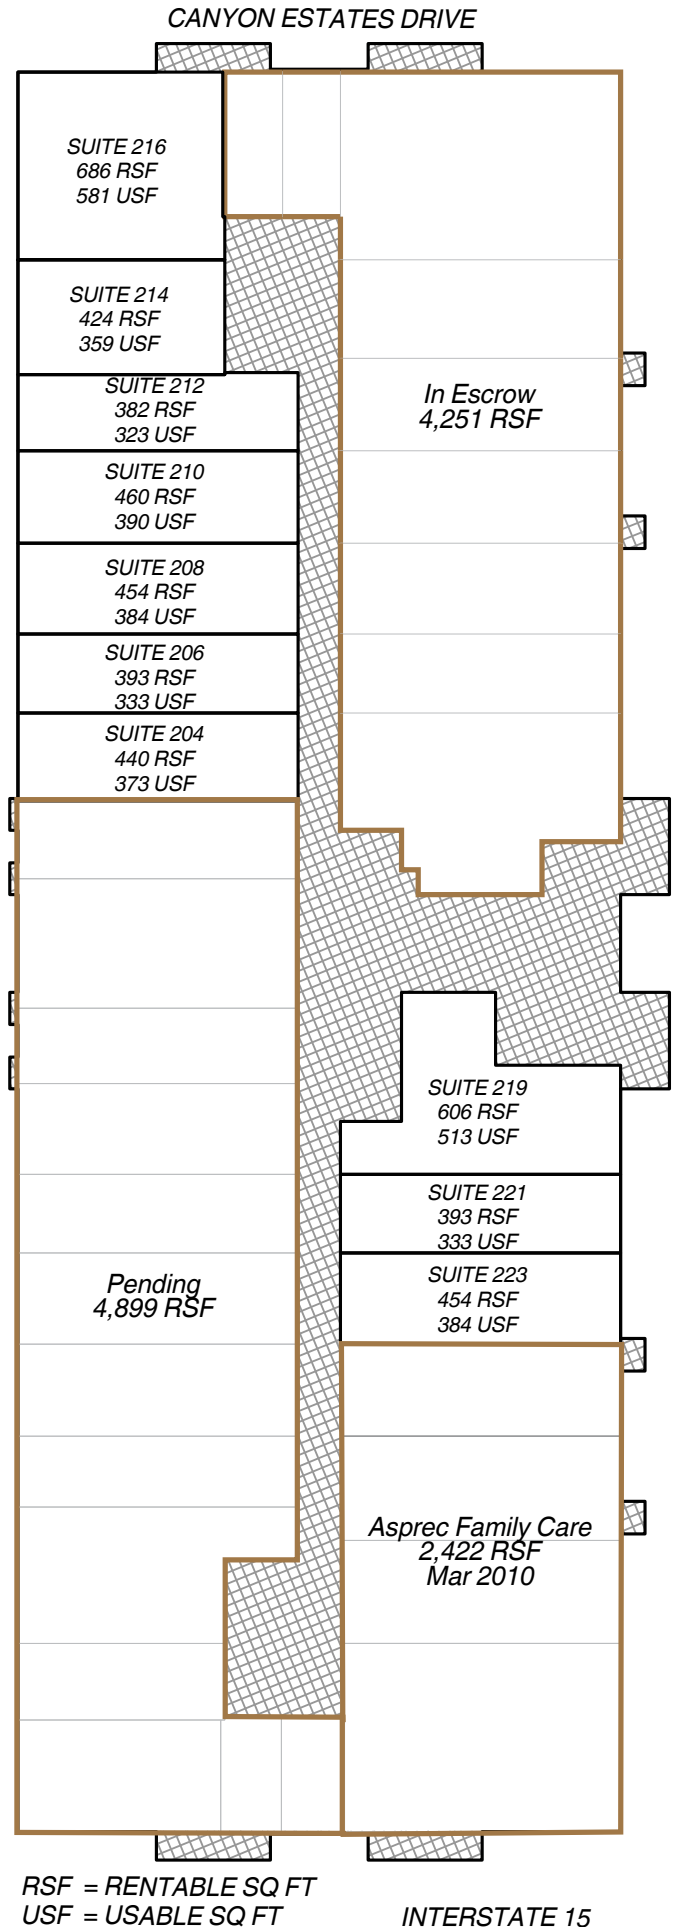 CANYON ESTATES DRIVE
SUITE 216
686 RSF
581 USF
SUITE 214
424 RSF
359 USF
SUITE 212
382 RSF
323 USF
In Escrow
4,251 RSF
SUITE 210
460 RSF
390 USF
SUITE 208
454 RSF
384 USF
SUITE 206
393 RSF
333 USF
SUITE 204
440 RSF
373 USF
SUITE 219
606 RSF
513 USF
SUITE 221
393 RSF
333 USF
Pending
4,899 RSF
SUITE 223
454 RSF
384 USF
Asprec Family Care
2,422 RSF
Mar 2010
RSF = RENTABLE SQ FT
USF = USABLE SQ FT
INTERSTATE 15